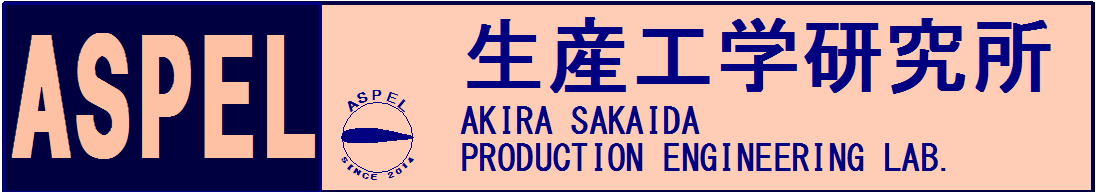 ASPEL
ASPEL
SINCE 2014
生産工学研究所
AKIRA SAKAIDA
PRODUCTION ENGINEERING LAB.